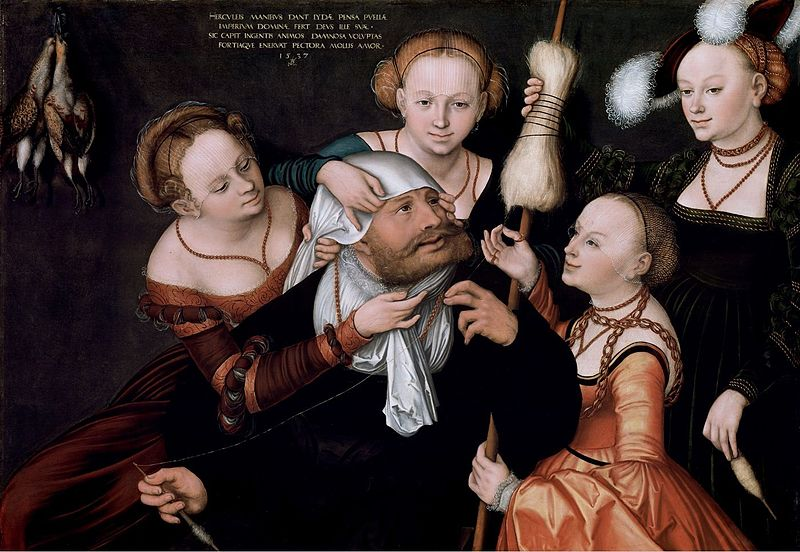 HERCVLEIS MANIBVS DANT LYDÆ PENSA PVELLÆ
IMPERIVM DOMINÆ FERT DEVS ILLE SVÆ·
SIC CAPIT INGENTIS ANIMOS DAMNOSA VOLVPTAS
FORTIAQVE ENERVAT PECTORA MOLLIS AMOR·
1537